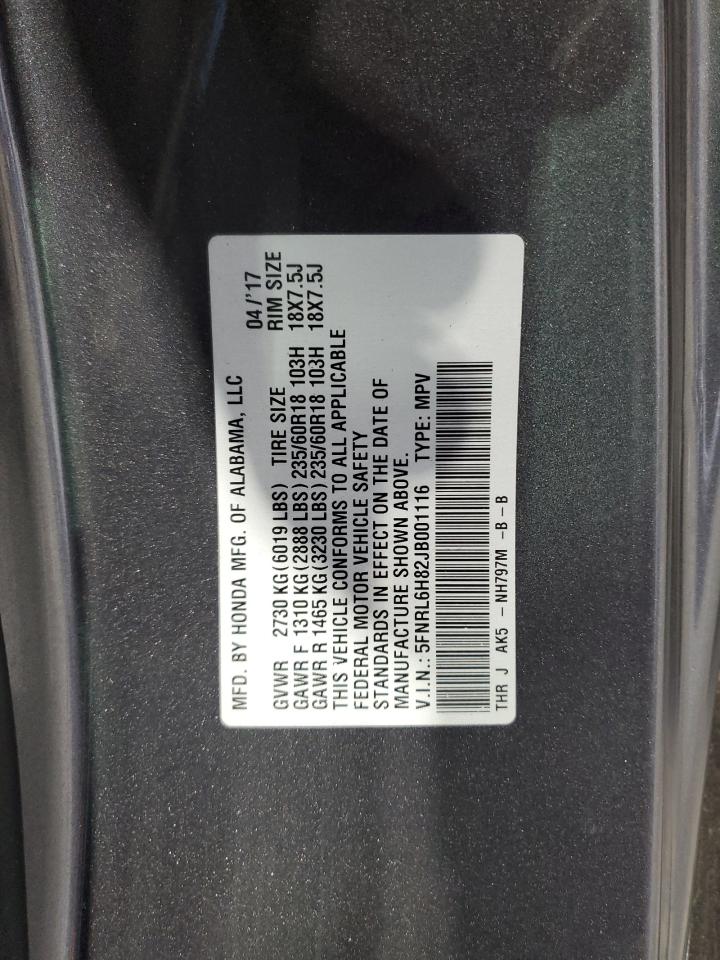 MFD. BY HONDA MFG. OF ALABAMA, LLC
04/'17
GVWR 2730 KG(6019 LBS) TIRE SIZE RIM SIZE
GAWR F 1310 KG(2888 LBS) 235/60R18 103H 18X7.5J
GAWR R 1465 KG(3230 LBS) 235/60R18 103H 18X7.5J
THIS VEHICLE CONFORMS TO ALL APPLICABLE
FEDERAL MOTOR VEHICLE SAFETY
STANDARDS IN EFFECT ON THE DATE OF
MANUFACTURE SHOWN ABOVE.
V.I.N.: 5FNRL6H82JB001116 TYPE: MPV
THR J AK5 - NH797M -B-B